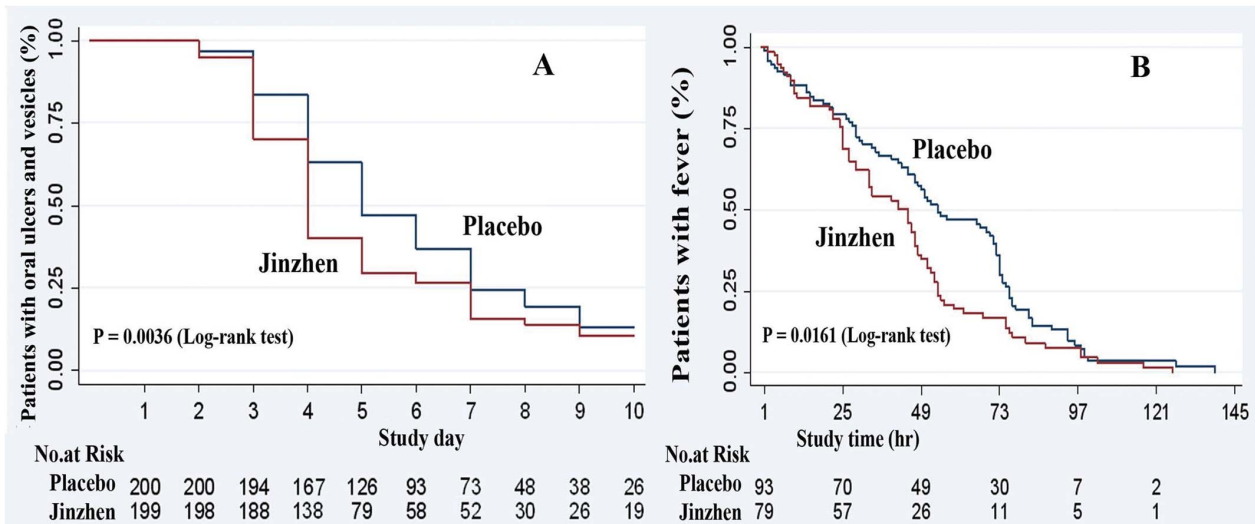 A
Patients with oral ulcers and vesicles (%)
1.00
0.75
0.50
0.25
0.00
Placebo
Jinzhen
P = 0.0036 (Log-rank test)
1 2 3 4 5 6 7 8 9 10
Study day
No.at Risk
Placebo 200 200 194 167 126 93 73 48 38 26
Jinzhen 199 198 188 138 79 58 52 30 26 19
B
Patients with fever (%)
1.00
0.75
0.50
0.25
0.00
Placebo
Jinzhen
P = 0.0161 (Log-rank test)
1 25 49 73 97 121 145
Study time (hr)
No.at Risk
Placebo 93 70 49 30 7 2
Jinzhen 79 57 26 11 5 1